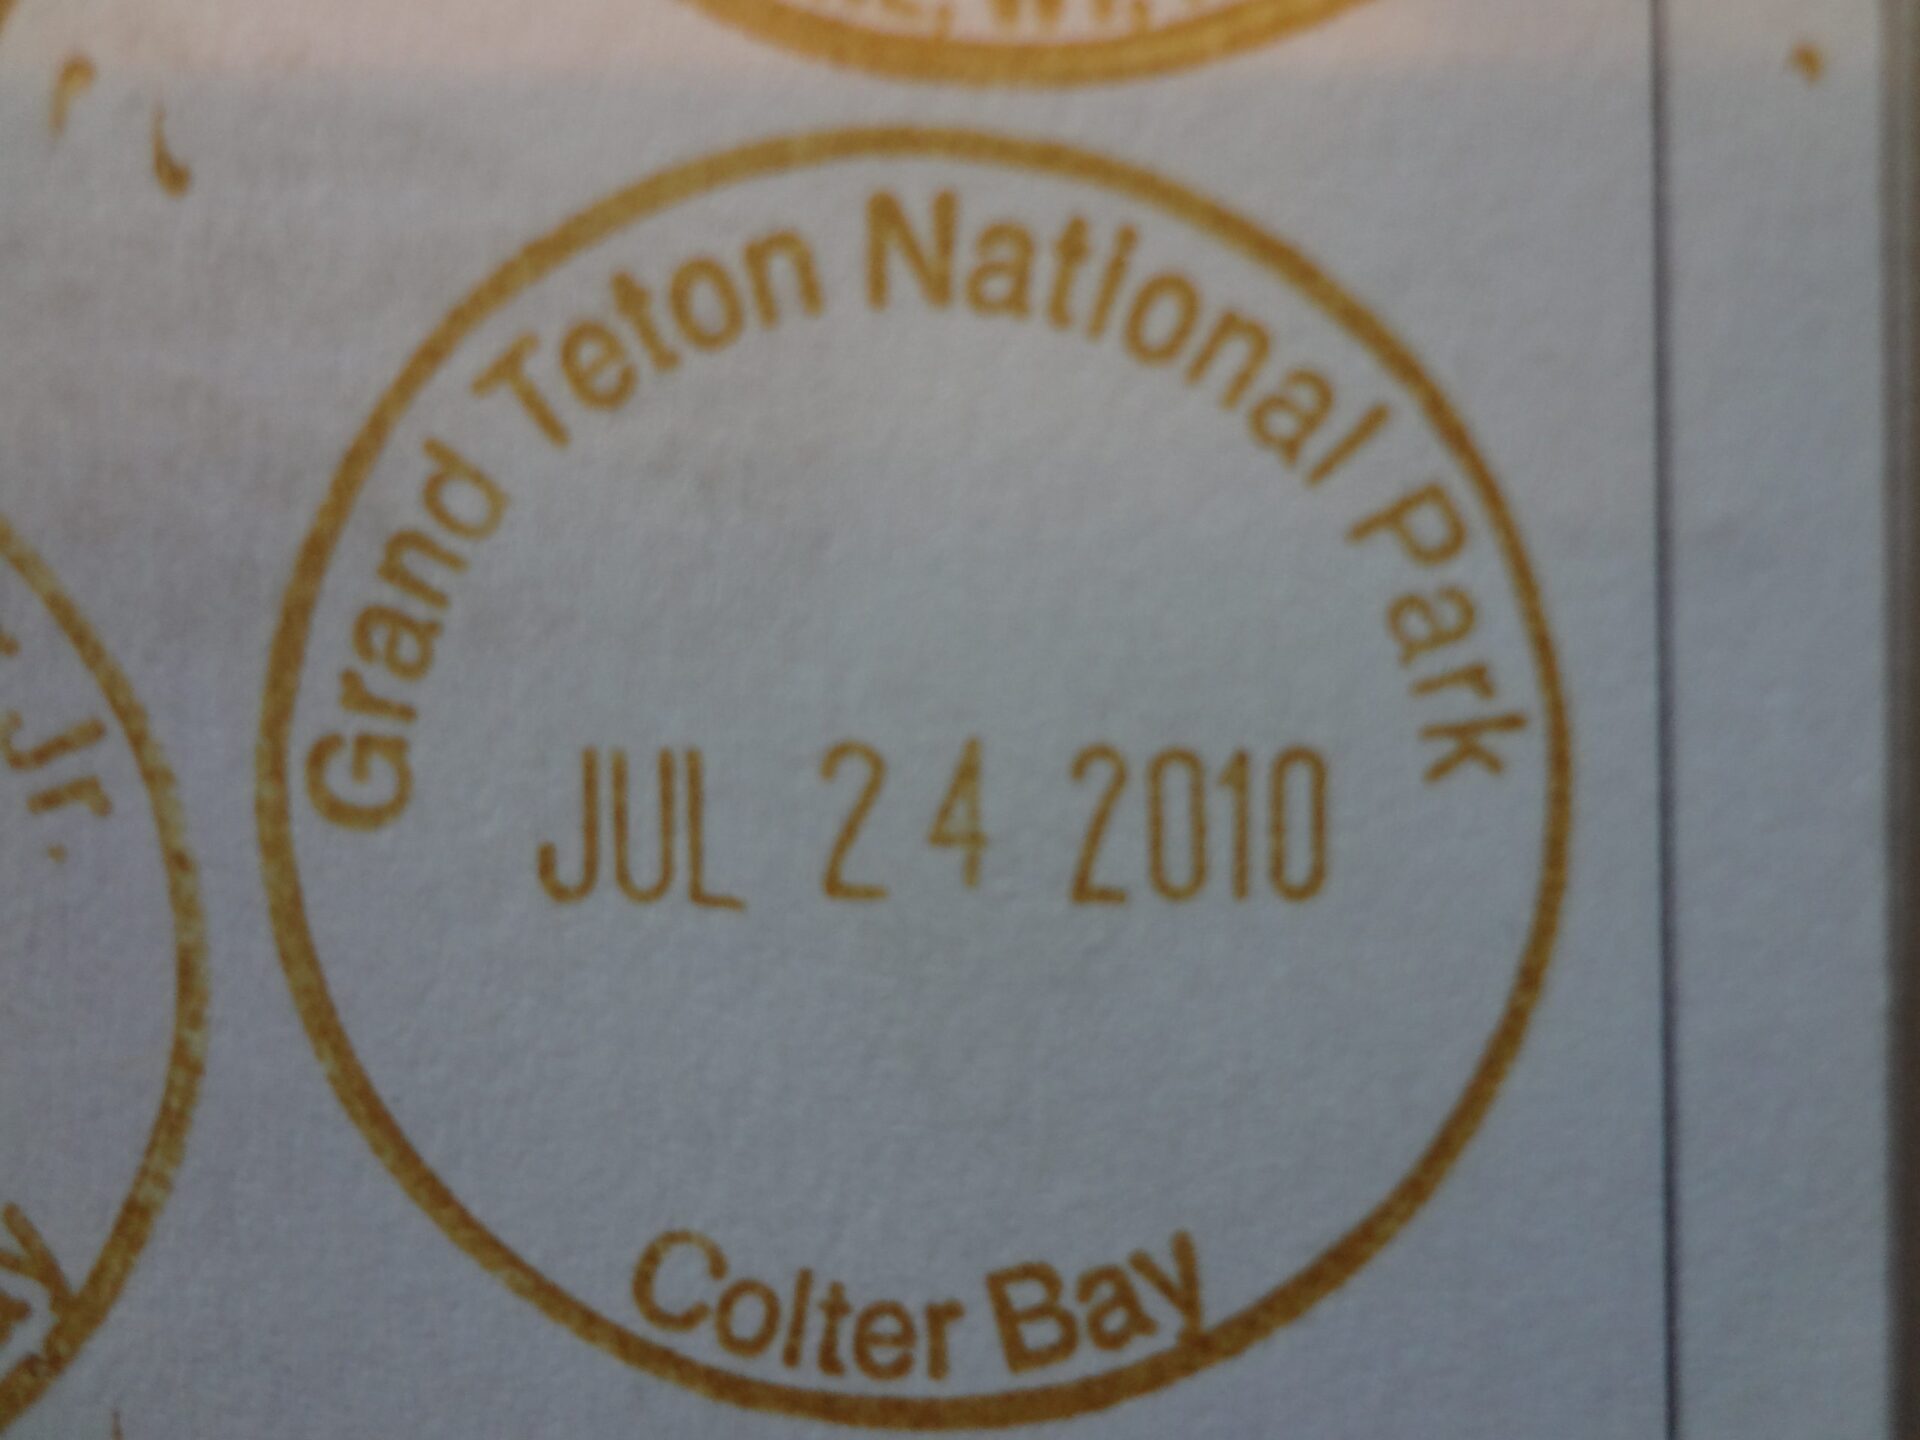 Grand Teton National Park
JUL 24 2010
Colter Bay
Jr.